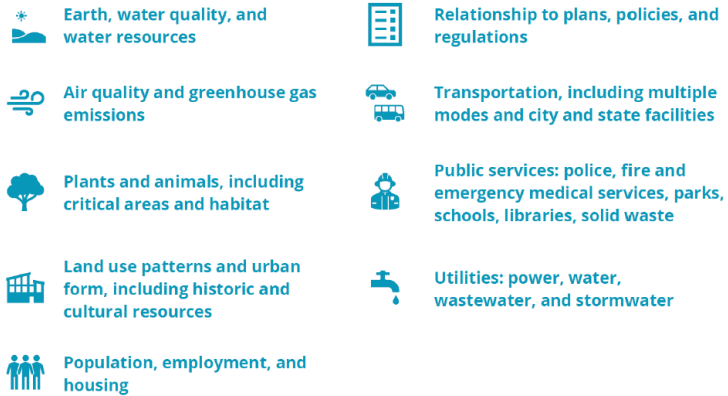 Earth, water quality, and
water resources
Air quality and greenhouse gas
emissions
Plants and animals, including
critical areas and habitat
Land use patterns and urban
form, including historic and
cultural resources
Population, employment, and
housing
Relationship to plans, policies, and
regulations
Transportation, including multiple
modes and city and state facilities
Public services: police, fire and
emergency medical services, parks,
schools, libraries, solid waste
Utilities: power, water,
wastewater, and stormwater